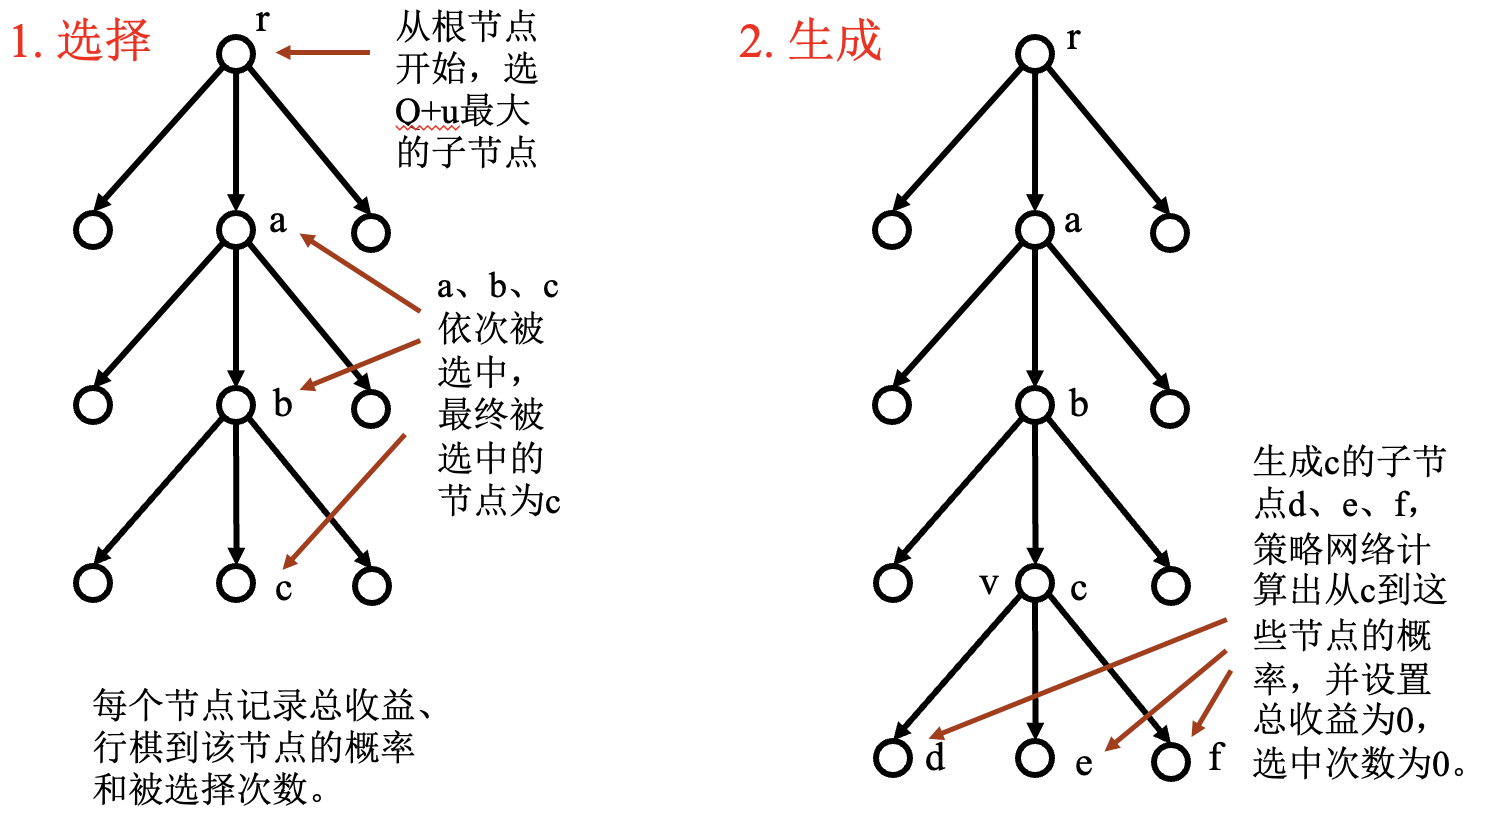 1. 选择
r
从根节点
开始，选
Q+u最大
的子节点
a
a、b、c
依次被
选中，
最终被
选中的
节点为c
b
c
每个节点记录总收益、
行棋到该节点的概率
和被选择次数。
2. 生成
r
a
b
v
c
生成c的子节
点d、e、f，
策略网络计
算出从c到这
些节点的概
率，并设置
总收益为0，
选中次数为0。
d
e
f